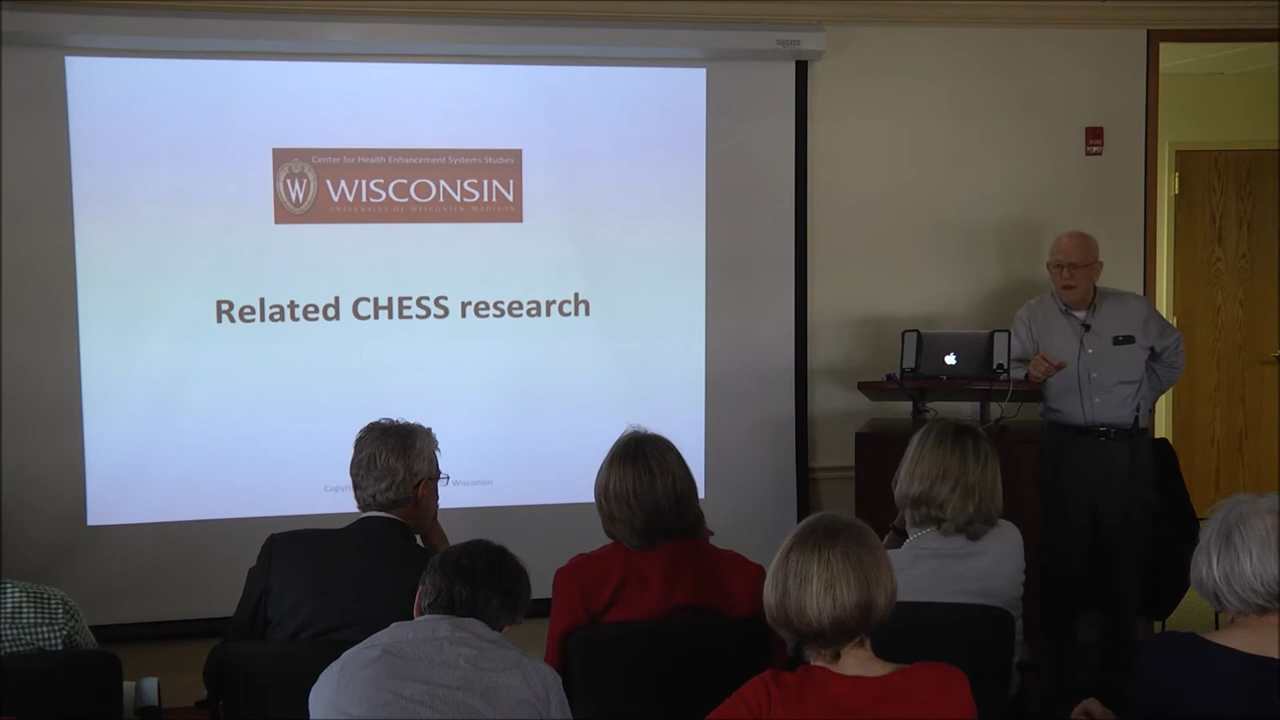 Center for Health Enhancement Systems Studies
W WISCONSIN
UNIVERSITY OF WISCONSIN MADISON
Related CHESS research
Wisconsin
FIRE